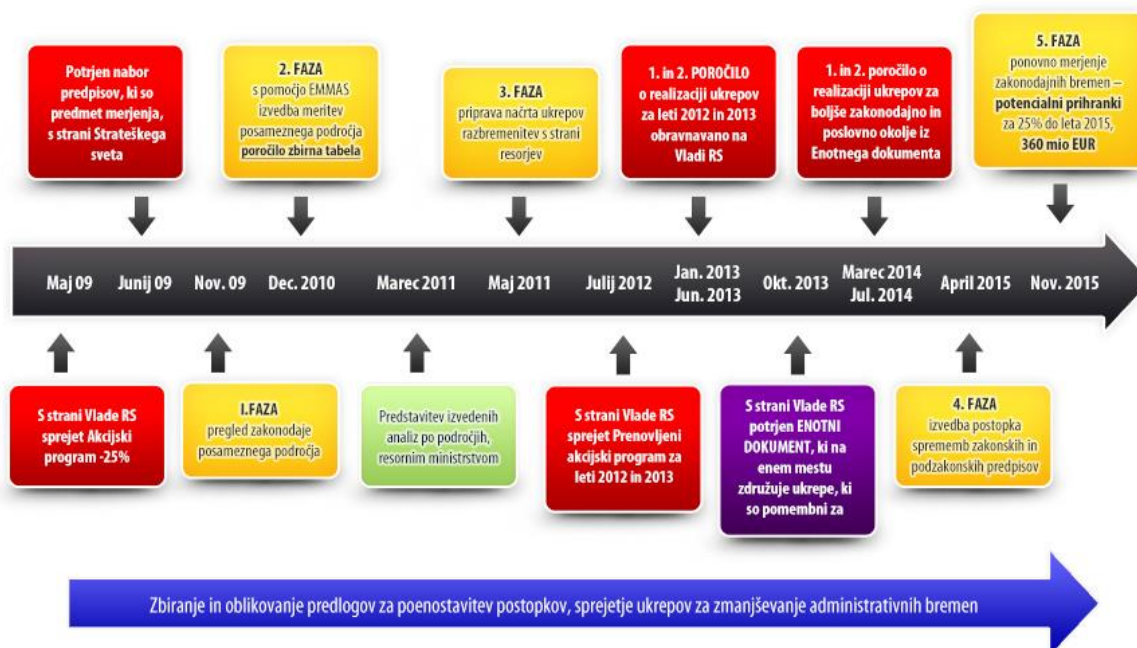 Potrjen nabor
predpisov, ki so
predmet merjenja,
s strani Strateškega
sveta
2. FAZA
s pomočjo EMMAS
izvedba meritev
posameznega področja
poročilo zbirna tabela
3. FAZA
priprava načrta ukrepov
razbremenitev s strani
resorjev
1. in 2. POROČILO
o realizaciji ukrepov
za leti 2012 in 2013
obravnavano na
Vladi RS
1. in 2. poročilo o
realizaciji ukrepov za
boljše zakonodajno in
poslovno okolje iz
Enotnega dokumenta
5. FAZA
ponovno merjenje
zakonodajnih bremen –
potencialni prihranki
za 25% do leta 2015,
360 mio EUR
Maj 09
Junij 09
Nov. 09
Dec. 2010
Marec 2011
Maj 2011
Julij 2012
Jan. 2013
Jun. 2013
Okt. 2013
Marec 2014
Jul. 2014
April 2015
Nov. 2015
S strani Vlade RS
sprejet Akcijski
program -25%
I.FAZA
pregled zakonodaje
posameznega področja
Predstavitev izvedenih
analiz po področjih,
resornim ministrstvom
S strani Vlade RS
sprejet Prenovljeni
akcijski program za
leti 2012 in 2013
S strani Vlade RS
potrjen ENOTNI
DOKUMENT, ki na
enem mestu
združuje ukrepe, ki
so pomembni za
4. FAZA
izvedba postopka
sprememb zakonskih in
podzakonskih predpisov
Zbiranje in oblikovanje predlogov za poenostavitev postopkov, sprejetje ukrepov za zmanjševanje administrativnih bremen